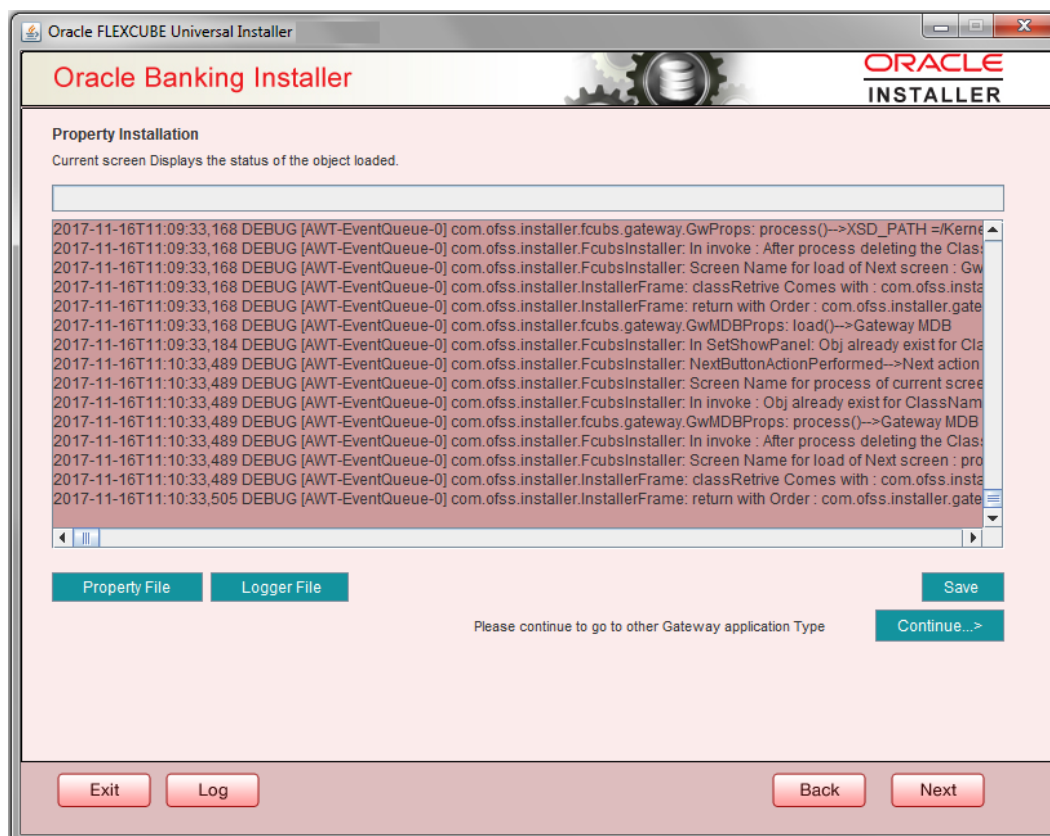 Oracle FLEXCUBE Universal Installer
X
Oracle Banking Installer
ORACLE
INSTALLER
Property Installation
Current screen Displays the status of the object loaded.
2017-11-16T11:09:33,168 DEBUG [AWT-EventQueue-0] com.ofss.installer.fcubs.gateway.GwProps: process()-->XSD_PATH =/Kerne
2017-11-16T11:09:33,168 DEBUG [AWT-EventQueue-0] com.ofss.installer.FcubsInstaller: In invoke : After process deleting the Clas
2017-11-16T11:09:33,168 DEBUG [AWT-EventQueue-0] com.ofss.installer.FcubsInstaller: Screen Name for load of Next screen : Gw
2017-11-16T11:09:33,168 DEBUG [AWT-EventQueue-0] com.ofss.installer.InstallerFrame: classRetrive Comes with : com.ofss.insta
2017-11-16T11:09:33,168 DEBUG [AWT-EventQueue-0] com.ofss.installer.InstallerFrame: return with Order : com.ofss.installer.gate
2017-11-16T11:09:33,168 DEBUG [AWT-EventQueue-0] com.ofss.installer.fcubs.gateway.GwMDBProps: load()-->Gateway MDB
2017-11-16T11:09:33,184 DEBUG [AWT-EventQueue-0] com.ofss.installer.FcubsInstaller: In SetShowPanel: Obj already exist for Cla
2017-11-16T11:10:33,489 DEBUG [AWT-EventQueue-0] com.ofss.installer.FcubsInstaller: NextButtonActionPerformed-->Next action
2017-11-16T11:10:33,489 DEBUG [AWT-EventQueue-0] com.ofss.installer.FcubsInstaller: Screen Name for process of current scree
2017-11-16T11:10:33,489 DEBUG [AWT-EventQueue-0] com.ofss.installer.FcubsInstaller: In invoke : Obj already exist for ClassNam
2017-11-16T11:10:33,489 DEBUG [AWT-EventQueue-0] com.ofss.installer.fcubs.gateway.GwMDBProps: process()-->Gateway MDB
2017-11-16T11:10:33,489 DEBUG [AWT-EventQueue-0] com.ofss.installer.FcubsInstaller: In invoke : After process deleting the Clas
2017-11-16T11:10:33,489 DEBUG [AWT-EventQueue-0] com.ofss.installer.FcubsInstaller: Screen Name for load of Next screen : pro
2017-11-16T11:10:33,489 DEBUG [AWT-EventQueue-0] com.ofss.installer.InstallerFrame: classRetrive Comes with : com.ofss.insta
2017-11-16T11:10:33,505 DEBUG [AWT-EventQueue-0] com.ofss.installer.InstallerFrame: return with Order : com.ofss.installer.gate
Property File Logger File Save
Please continue to go to other Gateway application Type Continue...>
Exit Log Back Next